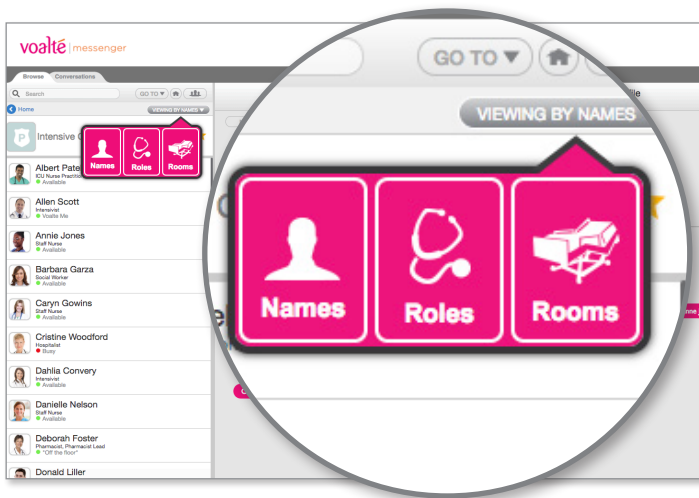 voalté messenger
Browse Conversations
Search GO TO ▼
Home VIEWING BY NAMES ▼
Intensive
Names Roles Rooms
Albert Pate
ICU Nurse Practitio
Available
Allen Scott
Intensivist
Voalte Me
Annie Jones
Staff Nurse
Available
Barbara Garza
Social Worker
Available
Caryn Gowins
Staff Nurse
Available
Cristine Woodford
Hospitalist
Busy
Dahlia Convery
Intensivist
Available
Danielle Nelson
Staff Nurse
Available
Deborah Foster
Pharmacist, Pharmacist Lead
"Off the floor"
Donald Liller
GO TO ▼
VIEWING BY NAMES
Names Roles Rooms